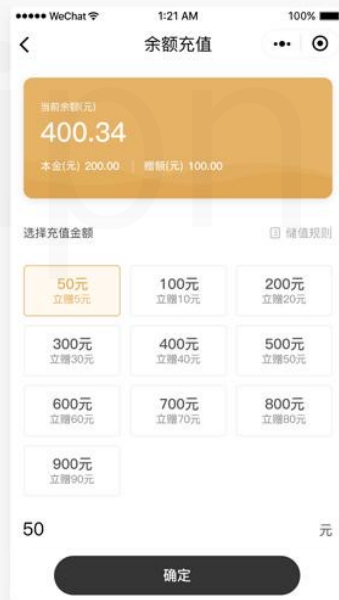 WeChat 1:21 AM 100%
余额充值
当前余额(元)
400.34
本金(元) 200.00 | 赠额(元) 100.00
选择充值金额 储值规则
50元 100元 200元
立赠5元 立赠10元 立赠20元
300元 400元 500元
立赠30元 立赠40元 立赠50元
600元 700元 800元
立赠60元 立赠70元 立赠80元
900元
立赠90元
50 元
确定